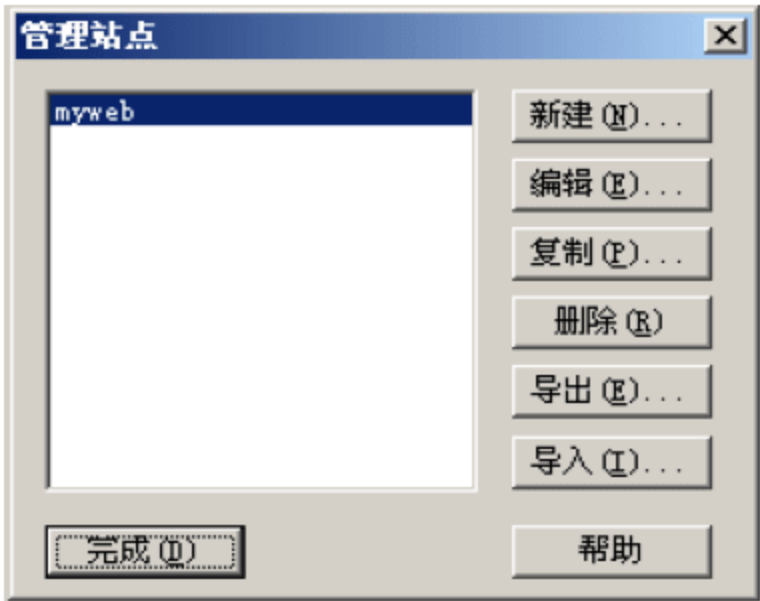 管理站点
myweb
新建(N)...
编辑(E)...
复制(P)...
删除(R)
导出(E)...
导入(I)...
完成(D)
帮助